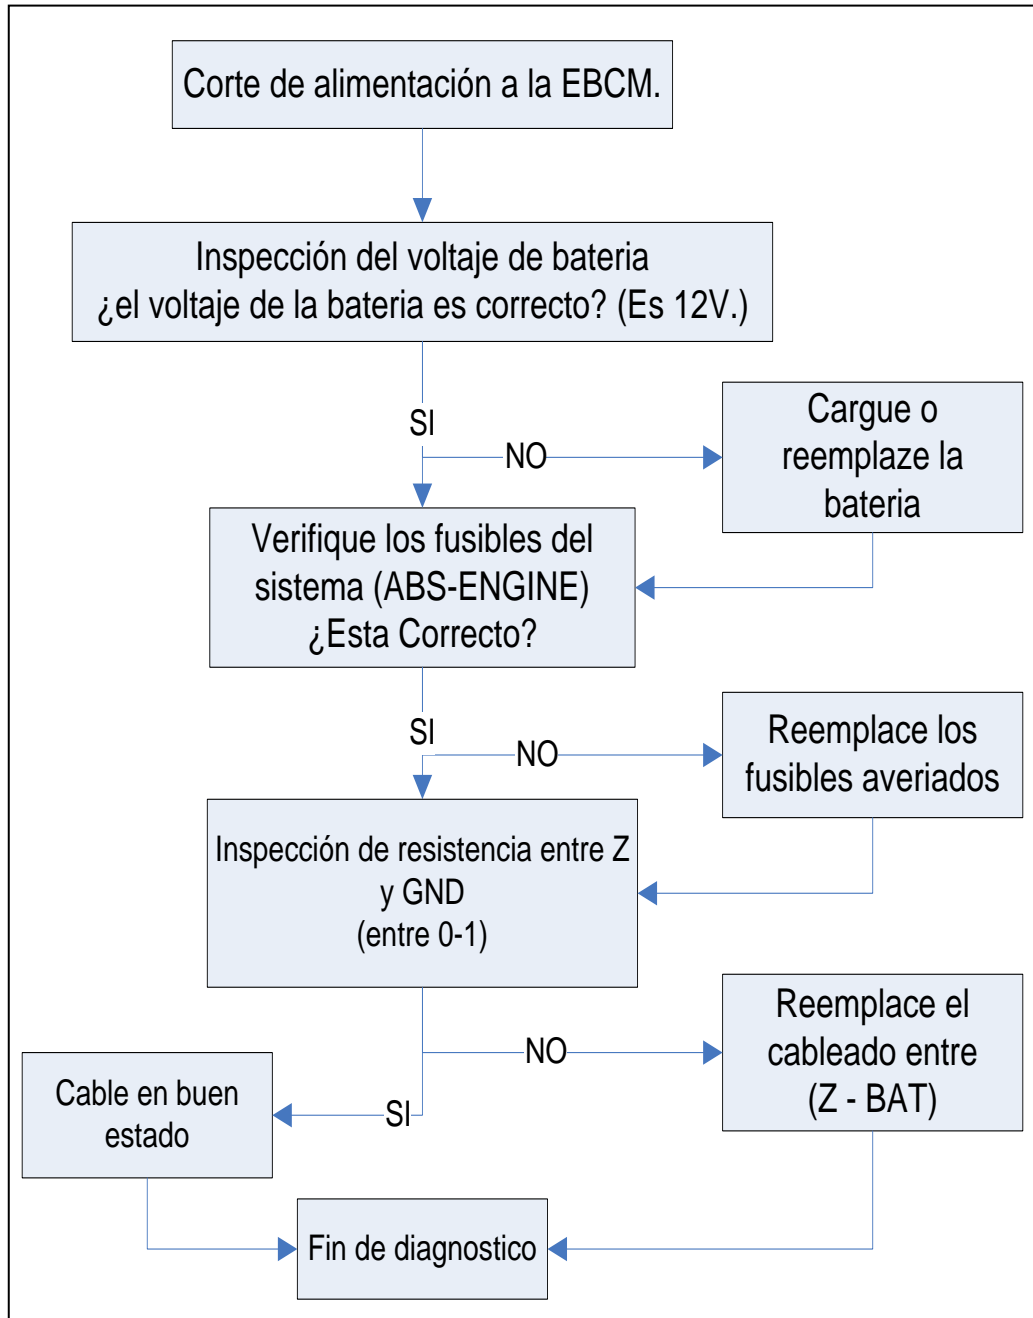 Corte de alimentación a la EBCM.
Inspección del voltaje de bateria
¿el voltaje de la bateria es correcto? (Es 12V.)
SI
NO
Cargue o
reemplaze la
bateria
Verifique los fusibles del
sistema (ABS-ENGINE)
¿Esta Correcto?
SI
NO
Reemplace los
fusibles averiados
Inspección de resistencia entre Z
y GND
(entre 0-1)
NO
Reemplace el
cableado entre
(Z - BAT)
SI
Cable en buen
estado
Fin de diagnostico